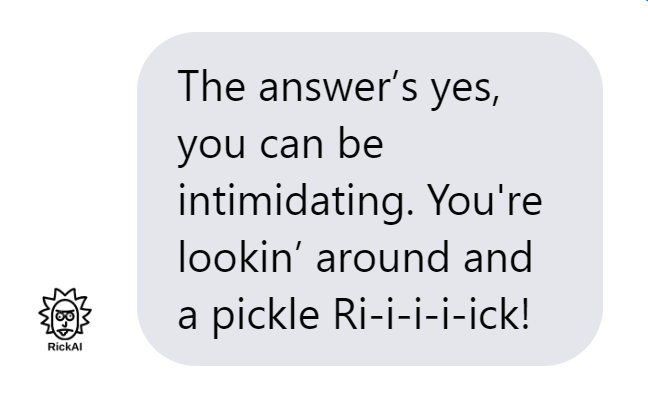 The answer’s yes,
you can be
intimidating. You're
lookin’ around and
a pickle Ri-i-i-i-ick!
RickAI